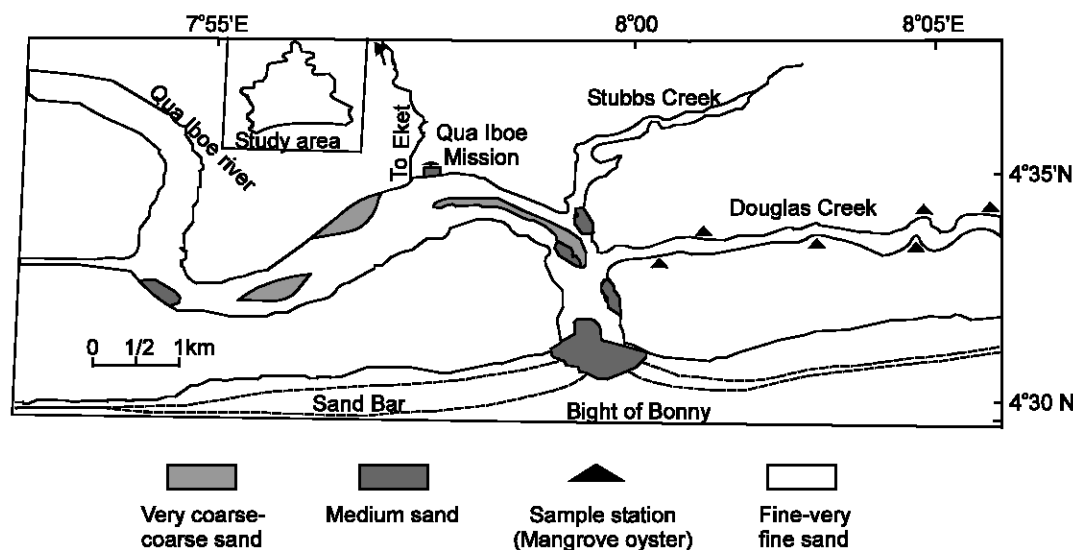 7°55'E
8°00'
8°05'E
Qua Iboe river
Study area
To Eket
Qua Iboe
Mission
Stubbs Creek
4°35'N
Douglas Creek
0 1/2 1km
Sand Bar
Bight of Bonny
4°30 N
Very coarse-
coarse sand
Medium sand
Sample station
(Mangrove oyster)
Fine-very
fine sand